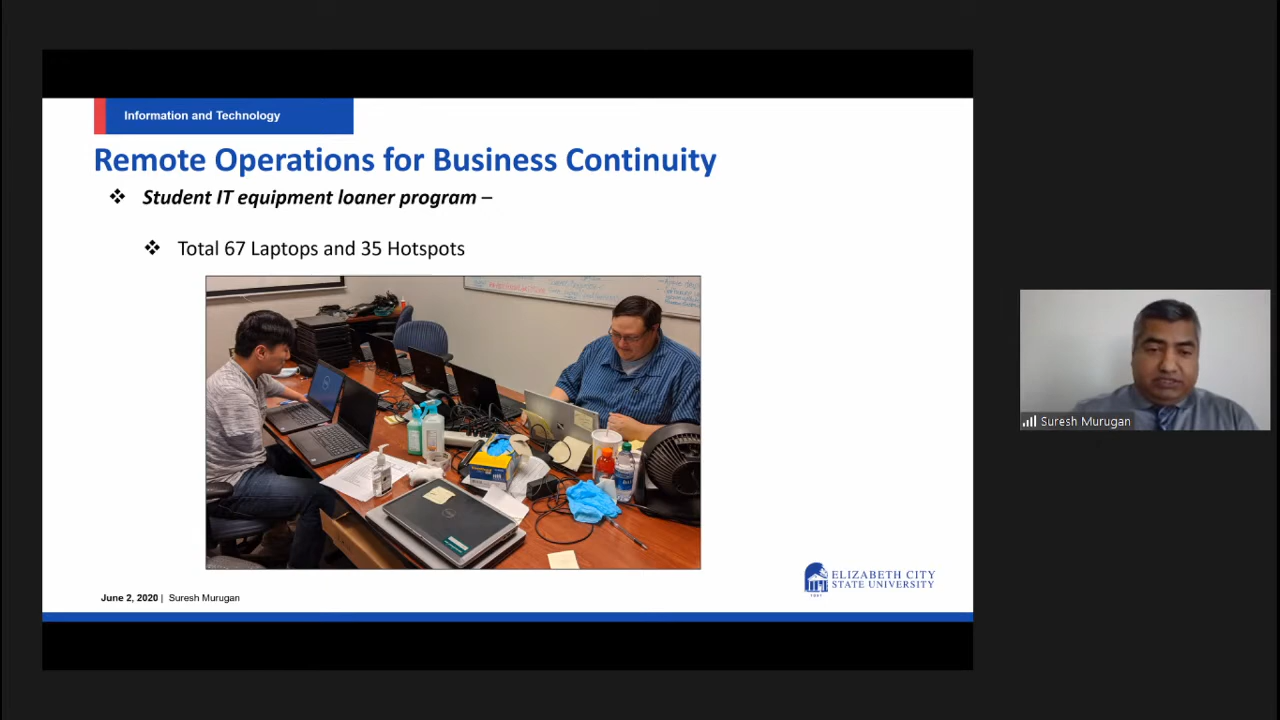 Information and Technology
Remote Operations for Business Continuity
❖ Student IT equipment loaner program –
❖ Total 67 Laptops and 35 Hotspots
ELIZABETH CITY
STATE UNIVERSITY
June 2, 2020 | Suresh Murugan
Suresh Murugan